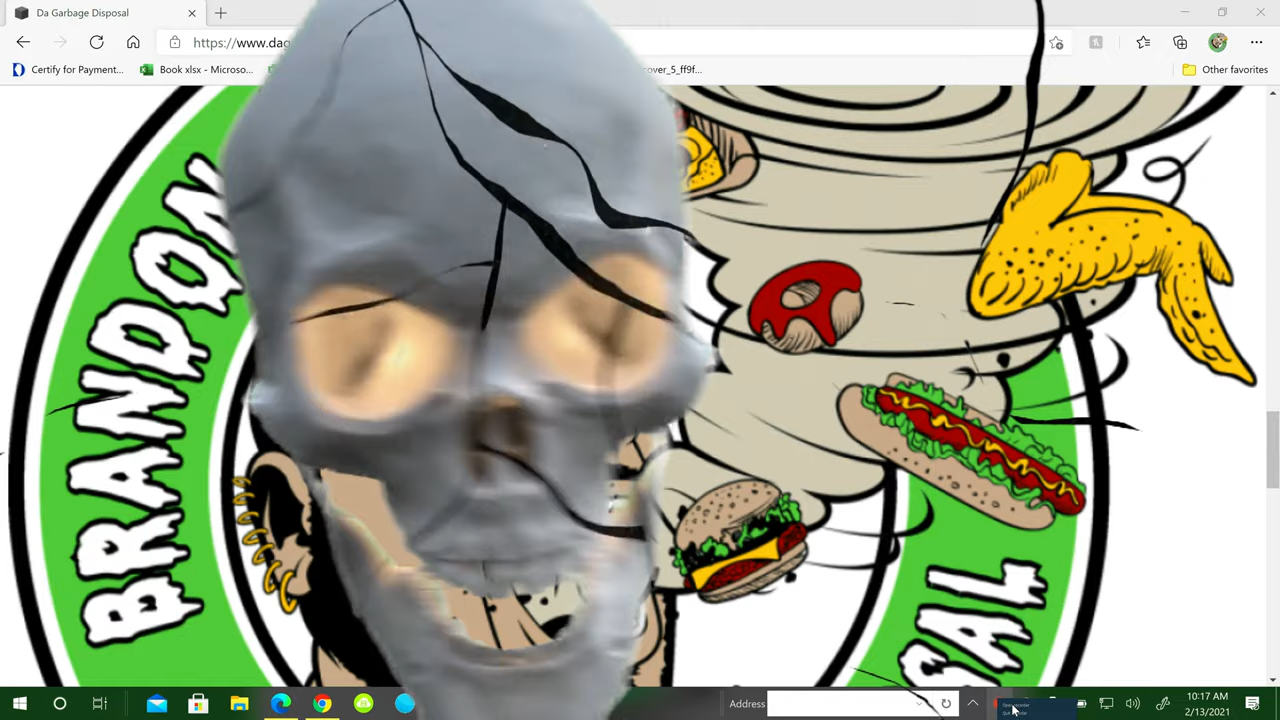 Da Garbage Disposal
https://www.dag
Certify for Payment...
Book xlsx - Microso...
cover_5_ff9f...
Other favorites
BRANDON
SAL
Address
10:17 AM
2/13/2021